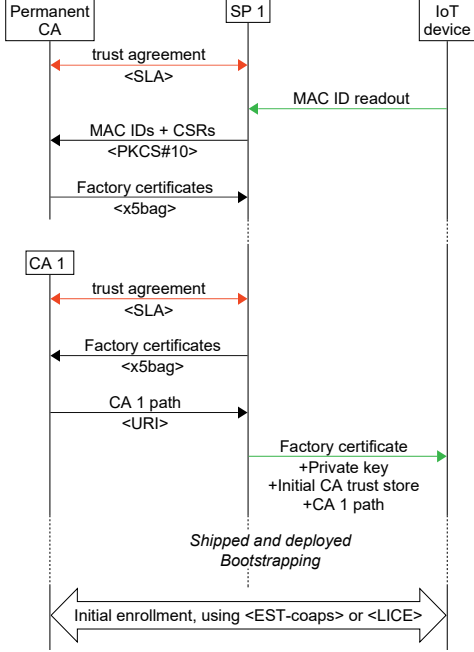 Permanent
CA
SP 1
IoT
device
trust agreement
<SLA>
MAC ID readout
MAC IDs + CSRs
<PKCS#10>
Factory certificates
<x5bag>
CA 1
trust agreement
<SLA>
Factory certificates
<x5bag>
CA 1 path
<URI>
Factory certificate
+Private key
+Initial CA trust store
+CA 1 path
Shipped and deployed
Bootstrapping
Initial enrollment, using <EST-coaps> or <LICE>